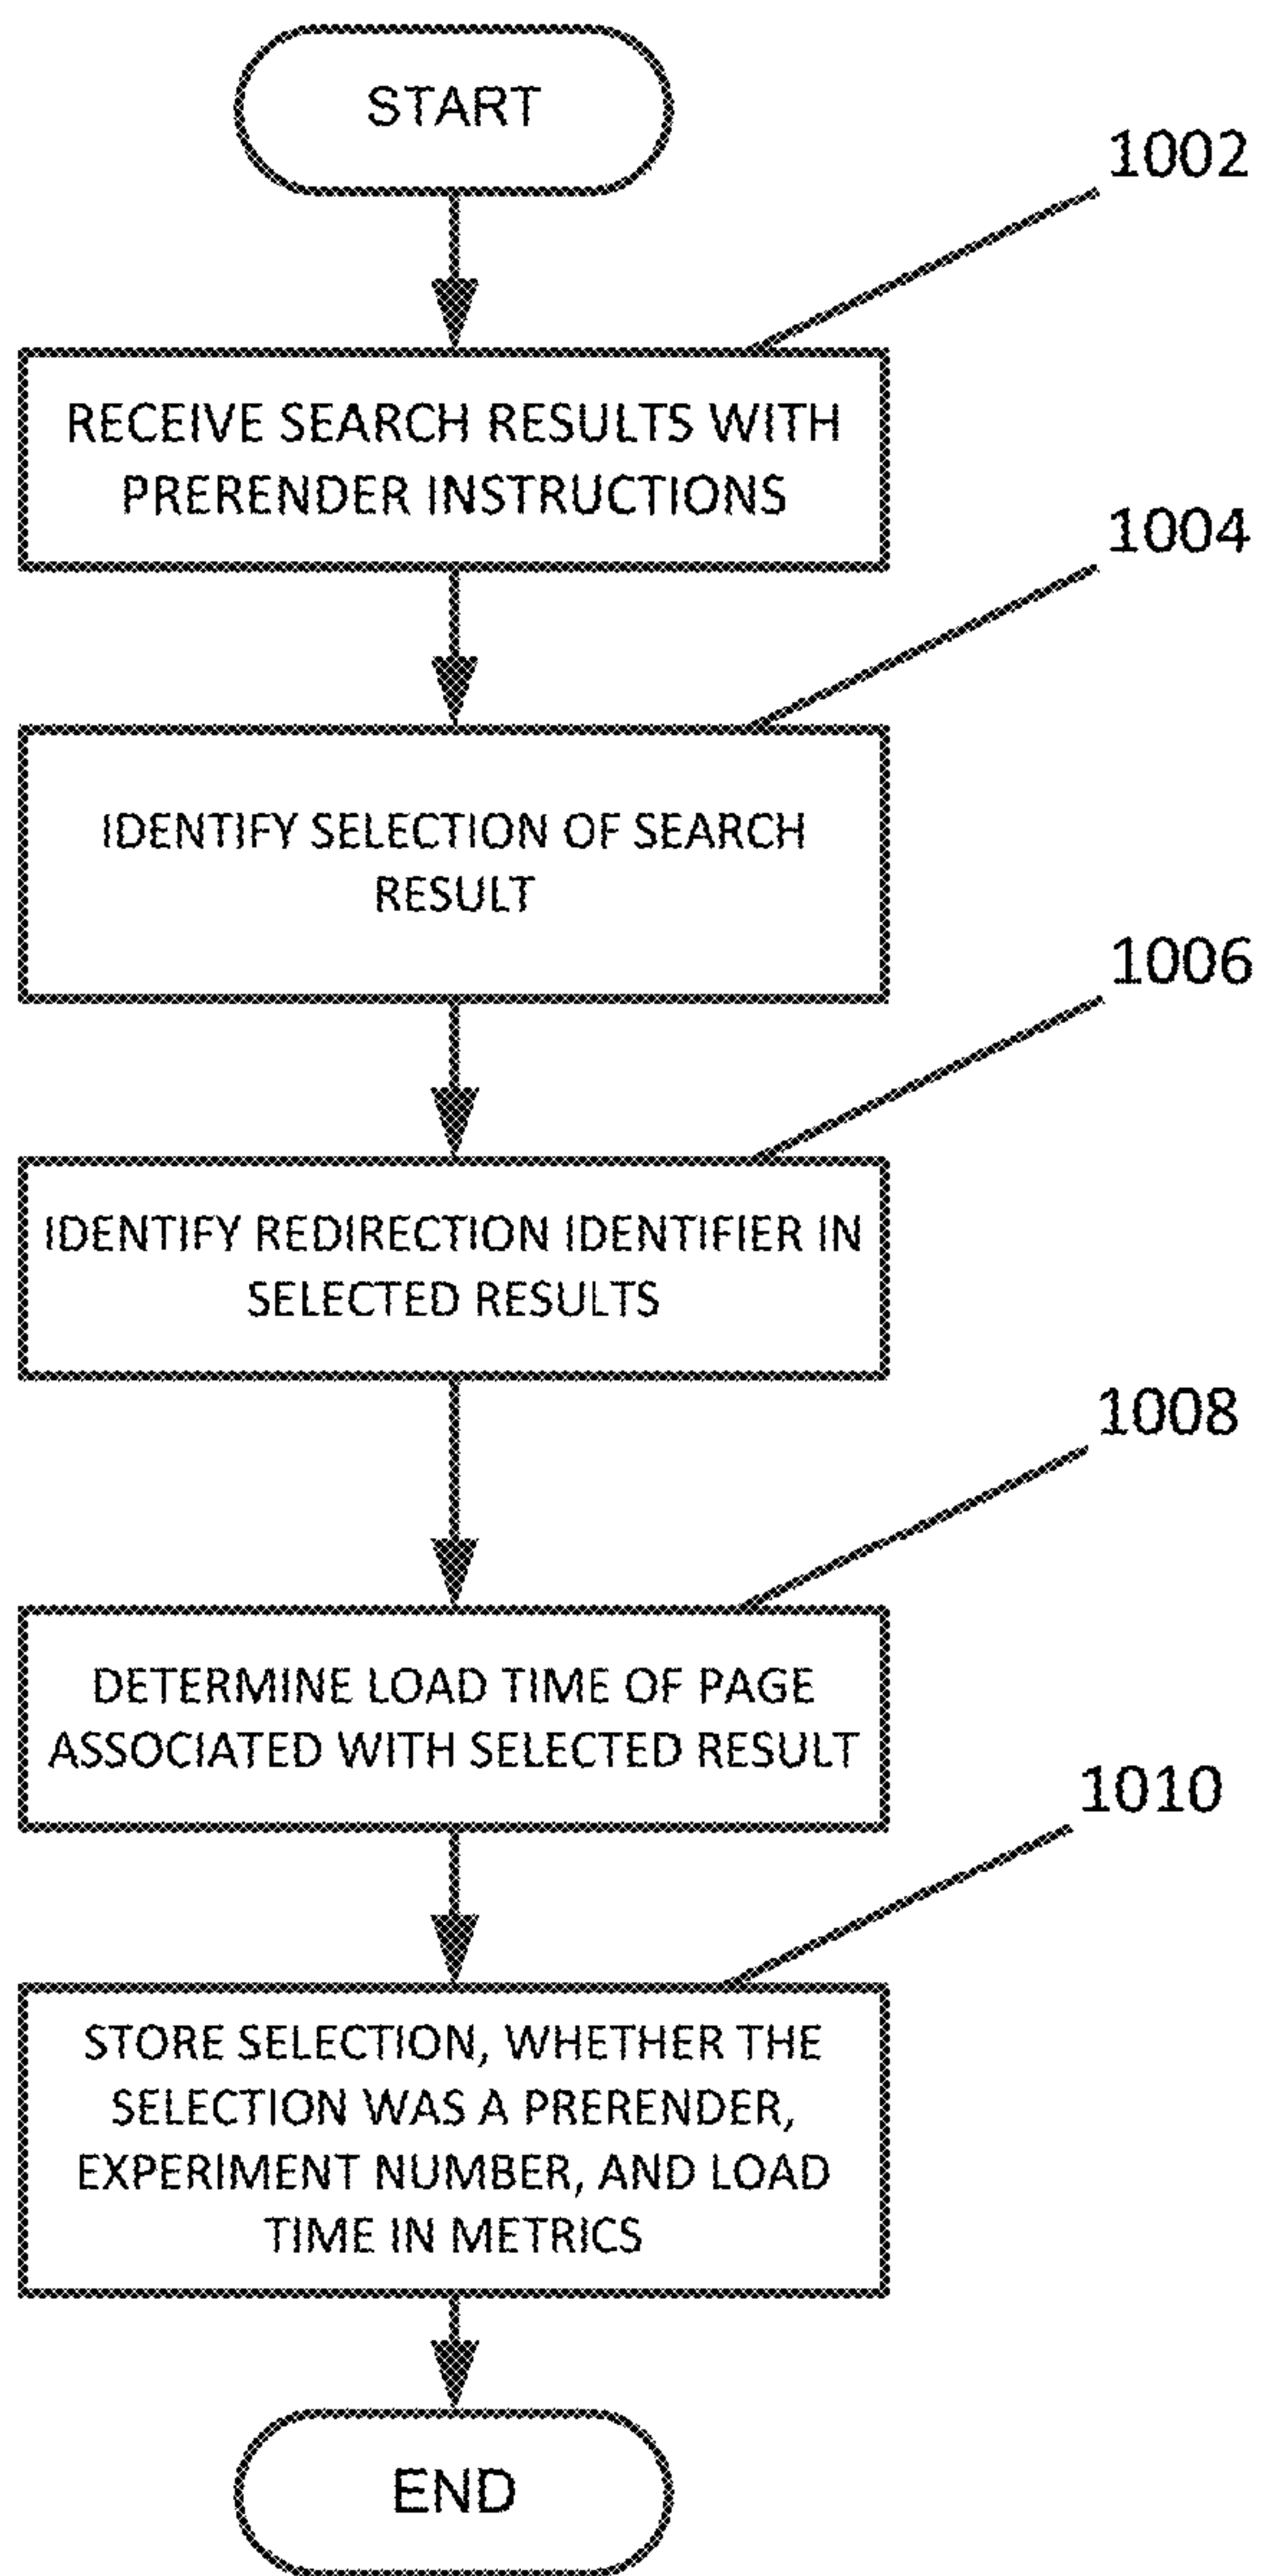 START
1002
RECEIVE SEARCH RESULTS WITH
PRERENDER INSTRUCTIONS
1004
IDENTIFY SELECTION OF SEARCH
RESULT
1006
IDENTIFY REDIRECTION IDENTIFIER IN
SELECTED RESULTS
1008
DETERMINE LOAD TIME OF PAGE
ASSOCIATED WITH SELECTED RESULT
1010
STORE SELECTION, WHETHER THE
SELECTION WAS A PRERENDER,
EXPERIMENT NUMBER, AND LOAD
TIME IN METRICS
END